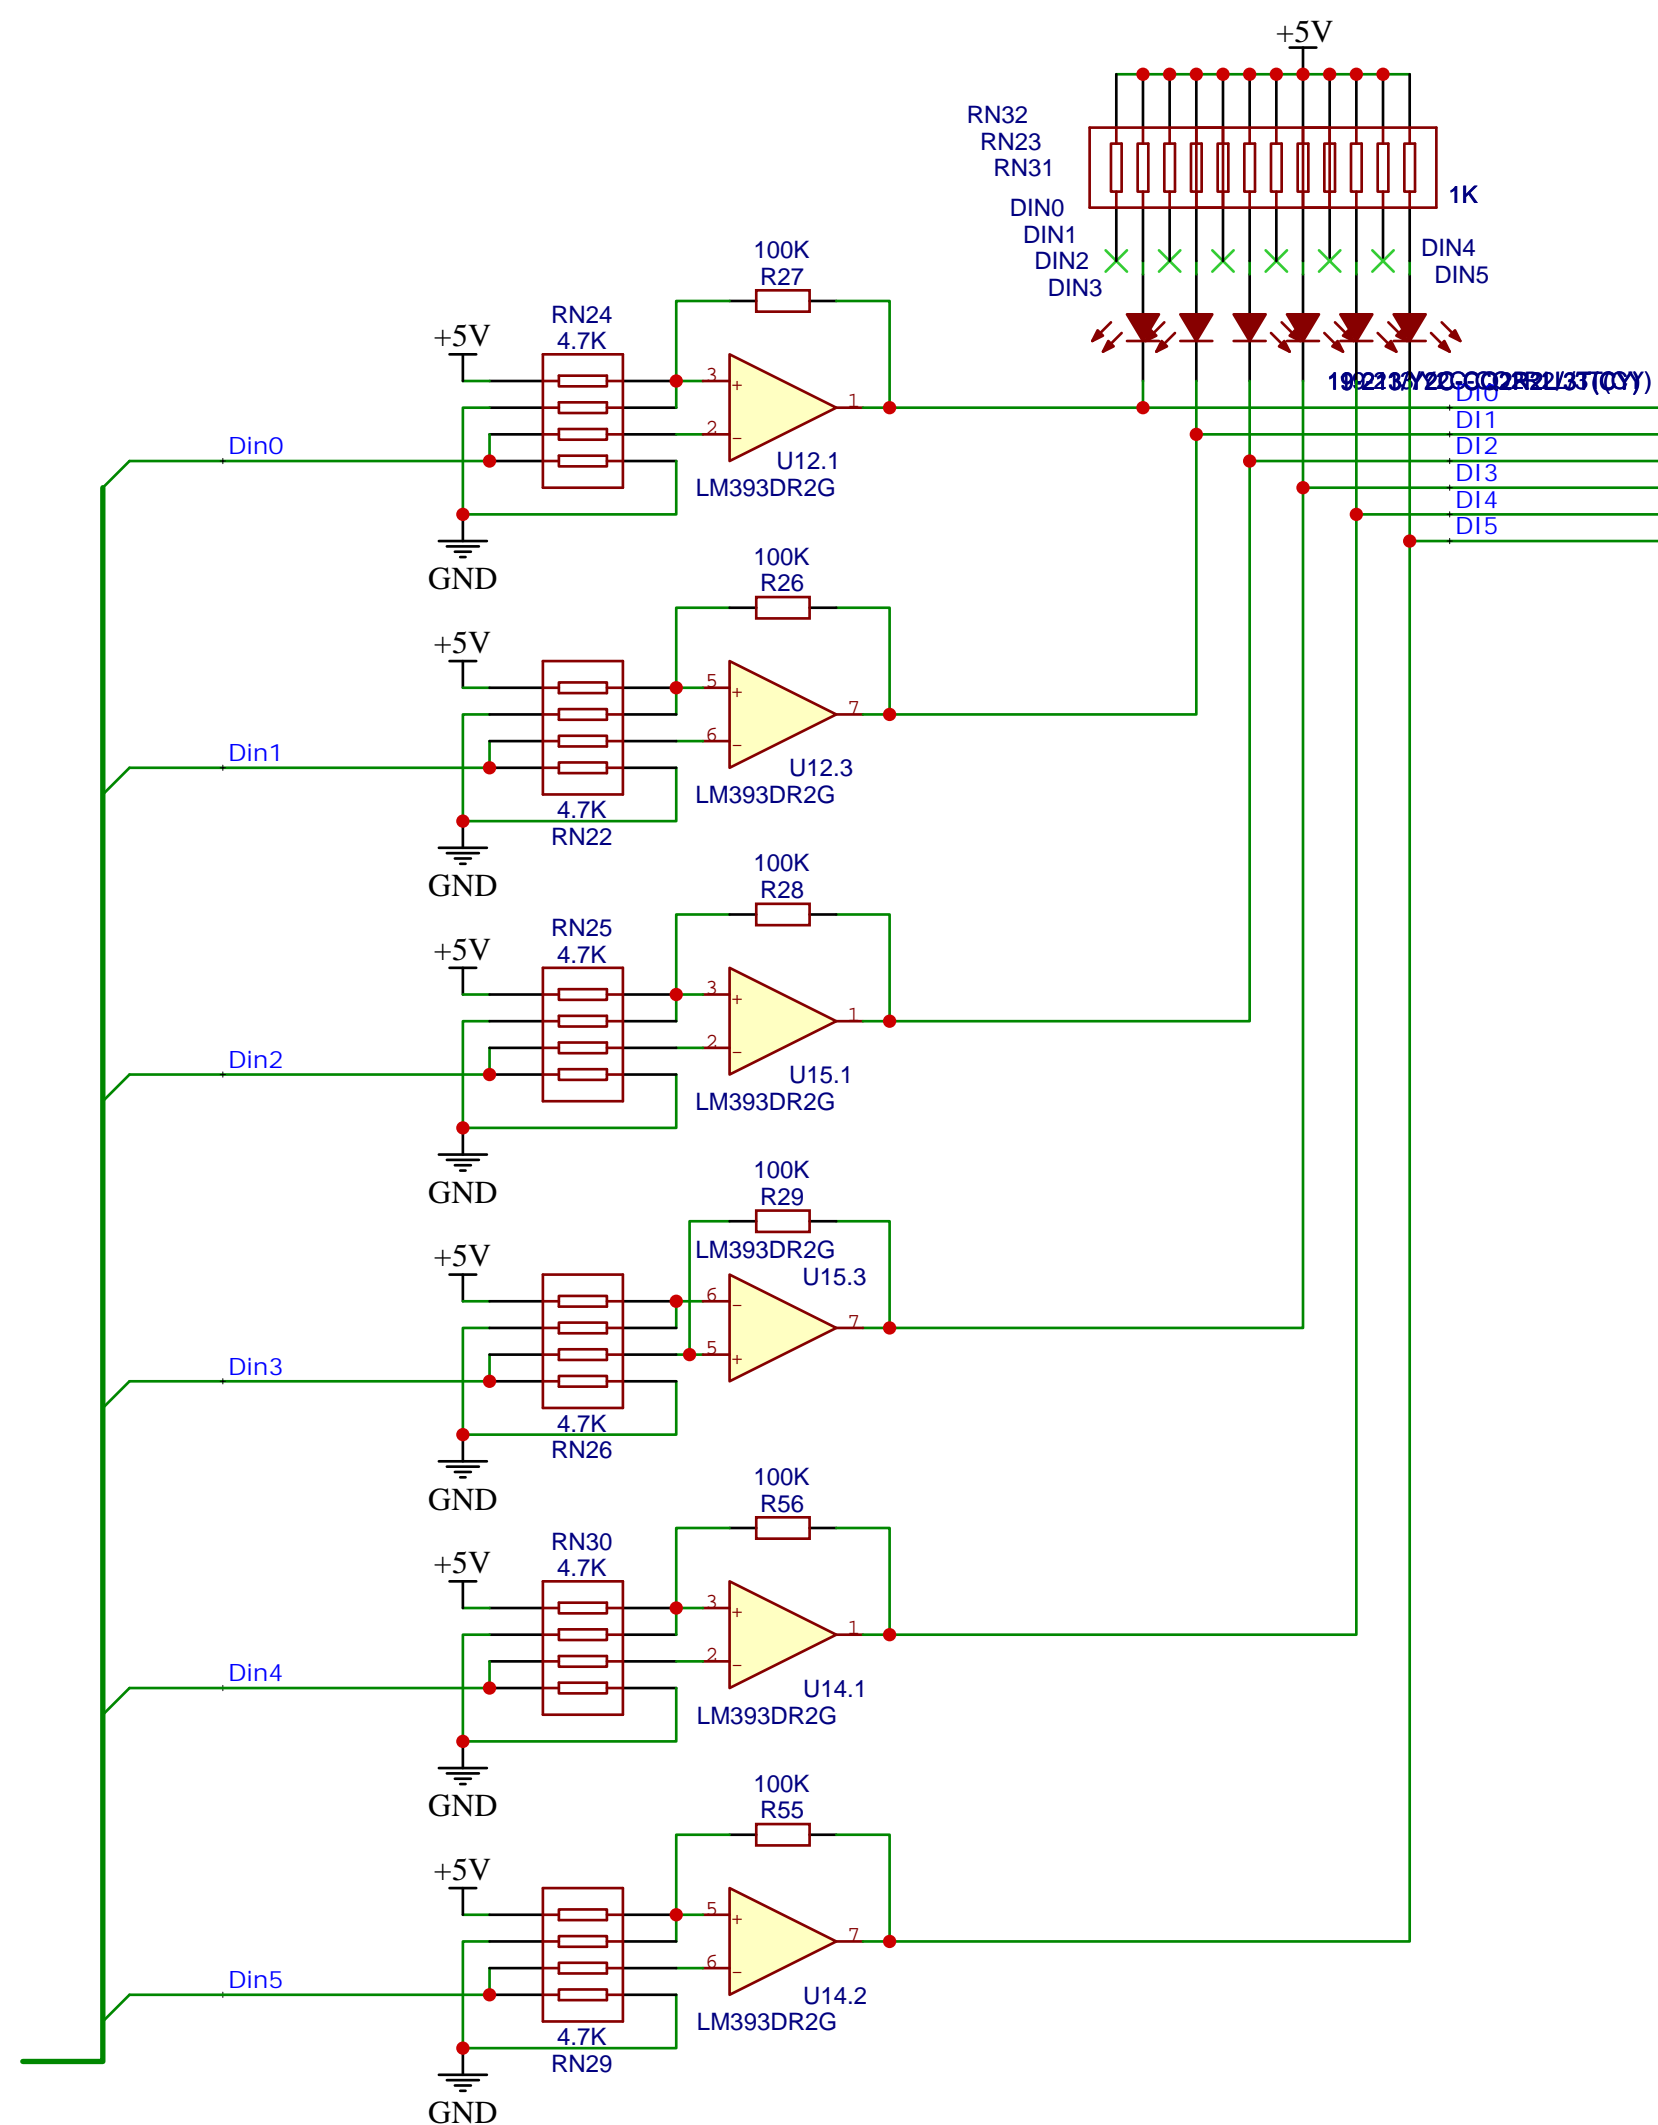 +5V
RN32
RN23
RN31
1K
DIN0
DIN1
DIN2
DIN3
DIN4
DIN5
DI0
DI1
DI2
DI3
DI4
DI5
100K
R27
RN24
4.7K
+5V
3
+
1
2
−
U12.1
LM393DR2G
Din0
GND
100K
R26
+5V
5
+
7
6
−
U12.3
LM393DR2G
Din1
4.7K
RN22
GND
100K
R28
RN25
4.7K
+5V
3
+
1
2
−
U15.1
LM393DR2G
Din2
GND
100K
R29
LM393DR2G
U15.3
+5V
6
−
7
5
+
Din3
4.7K
RN26
GND
100K
R56
RN30
4.7K
+5V
3
+
1
2
−
U14.1
LM393DR2G
Din4
GND
100K
R55
+5V
5
+
7
6
−
U14.2
LM393DR2G
Din5
4.7K
RN29
GND